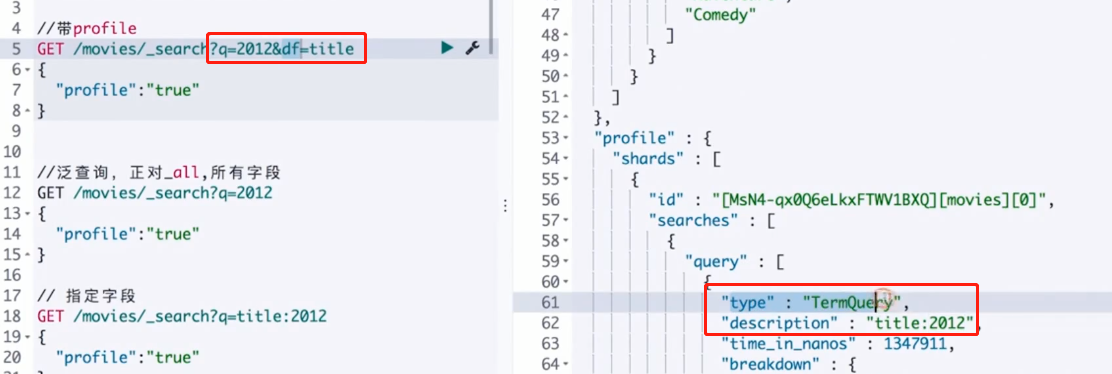 3
4 //带profile
5 GET /movies/_search?q=2012&df=title
6 {
7 "profile":"true"
8 }
9
10
11 //泛查询，正对_all,所有字段
12 GET /movies/_search?q=2012
13 {
14 "profile":"true"
15 }
16
17 // 指定字段
18 GET /movies/_search?q=title:2012
19 {
20 "profile":"true"
47 "Comedy"
48 ]
49 }
50 }
51 ]
52 },
53 "profile" : {
54 "shards" : [
55 {
56 "id" : "[MsN4-qx0Q6eLkxFTWV1BXQ][movies][0]",
57 "searches" : [
58 {
59 "query" : [
60 {
61 "type" : "TermQuery",
62 "description" : "title:2012",
63 "time_in_nanos" : 1347911,
64 "breakdown" : {